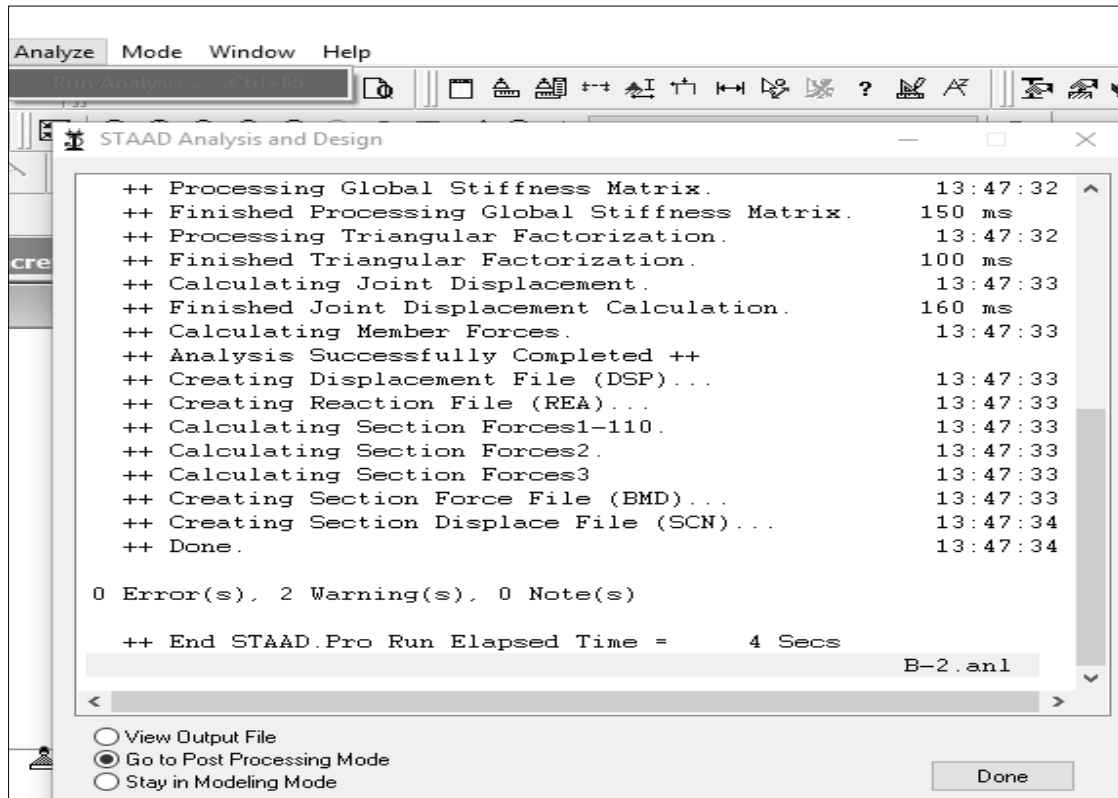 Analyze Mode Window Help
Run Analysis... Ctrl+F5
STAAD Analysis and Design
cre
++ Processing Global Stiffness Matrix. 13:47:32
++ Finished Processing Global Stiffness Matrix. 150 ms
++ Processing Triangular Factorization. 13:47:32
++ Finished Triangular Factorization. 100 ms
++ Calculating Joint Displacement. 13:47:33
++ Finished Joint Displacement Calculation. 160 ms
++ Calculating Member Forces. 13:47:33
++ Analysis Successfully Completed ++
++ Creating Displacement File (DSP)... 13:47:33
++ Creating Reaction File (REA)... 13:47:33
++ Calculating Section Forces1-110. 13:47:33
++ Calculating Section Forces2. 13:47:33
++ Calculating Section Forces3 13:47:33
++ Creating Section Force File (BMD)... 13:47:33
++ Creating Section Displace File (SCN)... 13:47:34
++ Done. 13:47:34
0 Error(s), 2 Warning(s), 0 Note(s)
++ End STAAD.Pro Run Elapsed Time = 4 Secs
B-2.anl
View Output File
Go to Post Processing Mode
Stay in Modeling Mode
Done